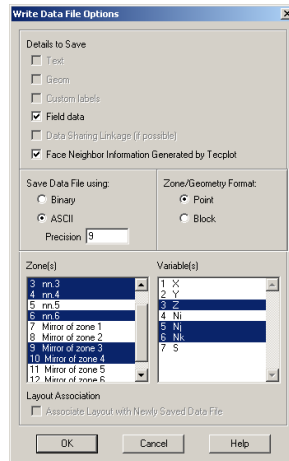 Write Data File Options
Details to Save
Text
Geom
Custom labels
Field data
Data Sharing Linkage (if possible)
Face Neighbor Information Generated by Tecplot
Save Data File using:
Binary
ASCII
Precision 9
Zone/Geometry Format:
Point
Block
Zone(s)
3 nn.3
4 nn.4
5 nn.5
6 nn.6
7 Mirror of zone 1
8 Mirror of zone 2
9 Mirror of zone 3
10 Mirror of zone 4
11 Mirror of zone 5
12 Mirror of zone 6
Variable(s)
1 X
2 Y
3 Z
4 Ni
5 Nj
6 Nk
7 S
Layout Association
Associate Layout with Newly Saved Data File
OK Cancel Help